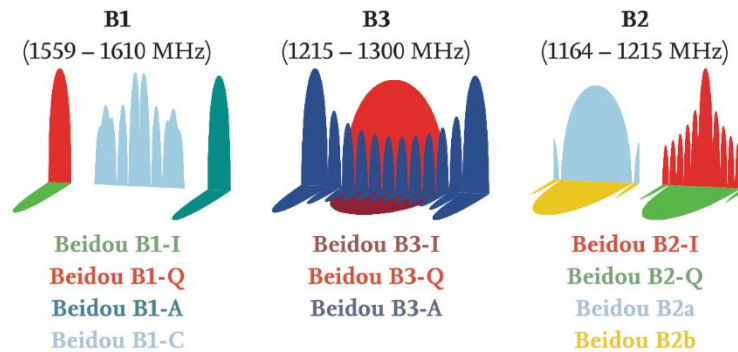 B1
(1559 – 1610 MHz)
Beidou B1-I
Beidou B1-Q
Beidou B1-A
Beidou B1-C
B3
(1215 – 1300 MHz)
Beidou B3-I
Beidou B3-Q
Beidou B3-A
B2
(1164 – 1215 MHz)
Beidou B2-I
Beidou B2-Q
Beidou B2a
Beidou B2b